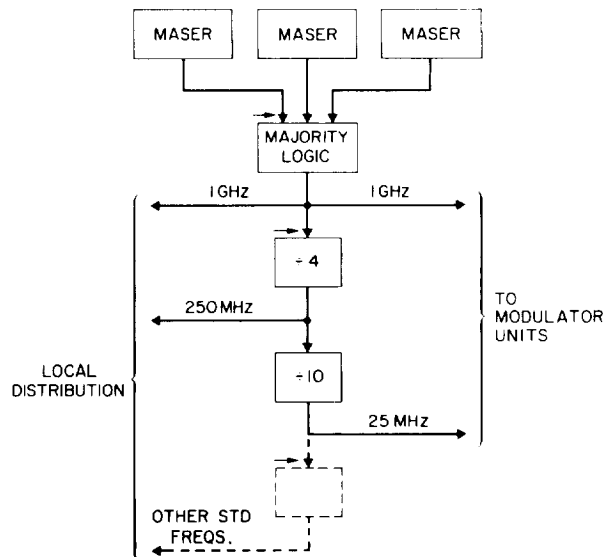 MASER
MASER
MASER
MAJORITY
LOGIC
1 GHz
1 GHz
÷4
250 MHz
÷10
25 MHz
TO
MODULATOR
UNITS
LOCAL
DISTRIBUTION
OTHER STD
FREQS.